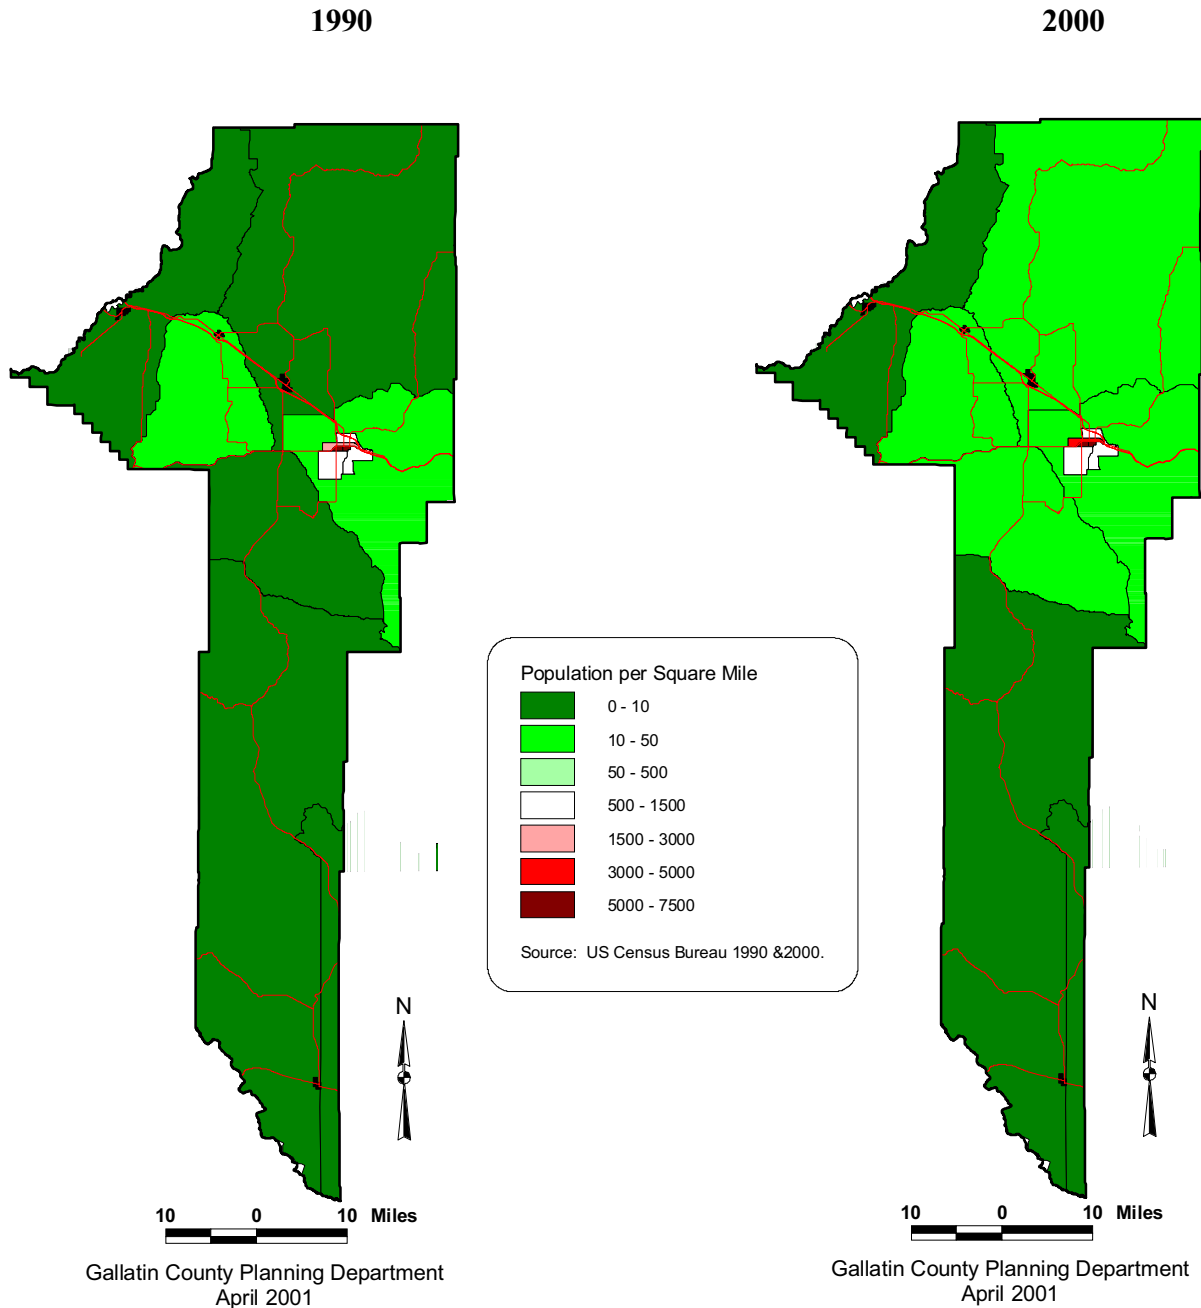 1990
2000
Population per Square Mile
0 - 10
10 - 50
50 - 500
500 - 1500
1500 - 3000
3000 - 5000
5000 - 7500
Source: US Census Bureau 1990 &2000.
N
10 0 10 Miles
Gallatin County Planning Department
April 2001
N
10 0 10 Miles
Gallatin County Planning Department
April 2001